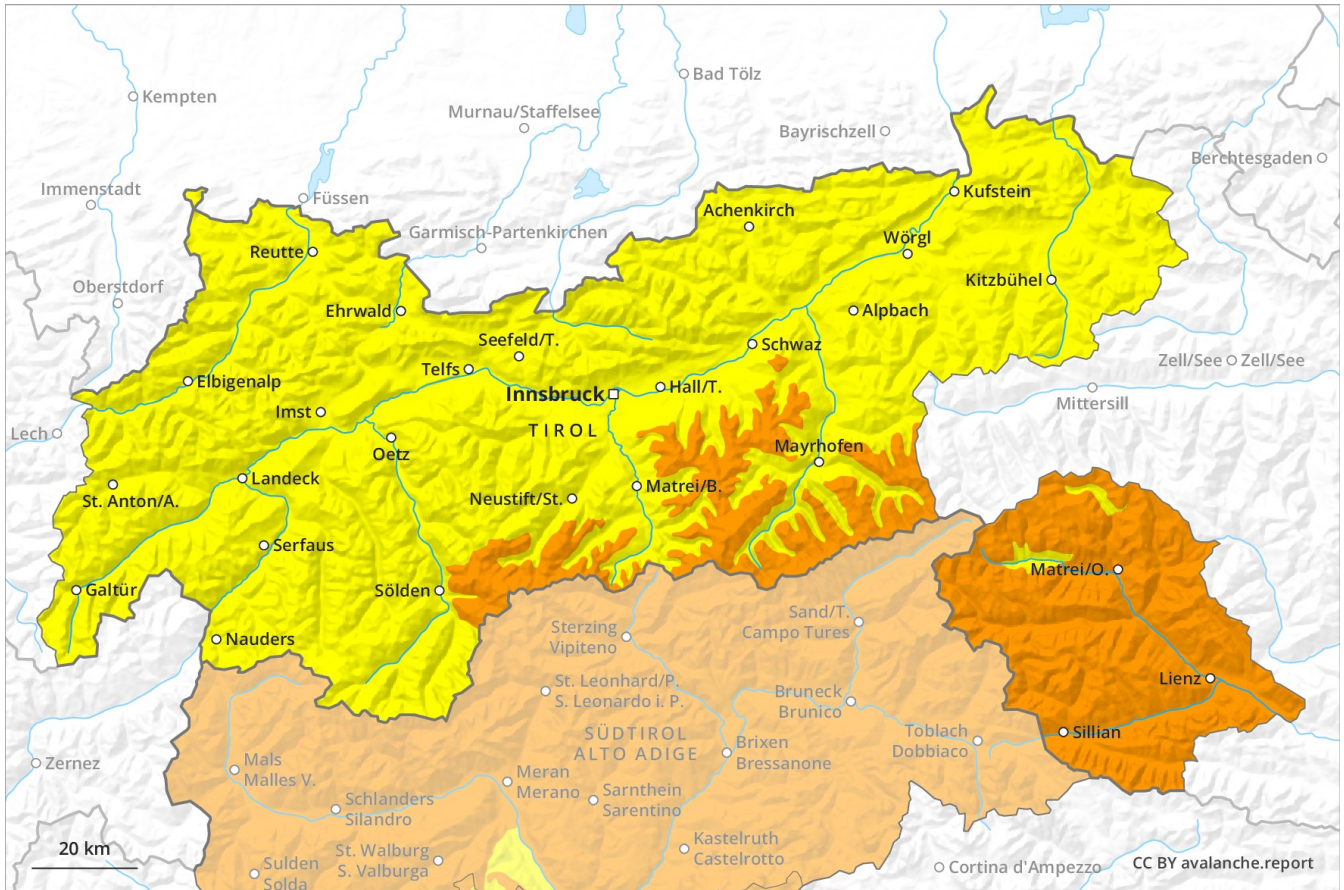 Bad Tölz
Kempten
Murnau/Staffelsee
Bayrischzell
Berchtesgaden
Immenstadt
Füssen
Kufstein
Achenkirch
Garmisch-Partenkirchen
Wörgl
Reutte
Oberstdorf
Kitzbühel
Ehrwald
Alpbach
Seefeld/T.
Schwaz
Zell/See
Zell/See
Telfs
Elbigenalp
Innsbruck
Hall/T.
Mittersill
Imst
TIROL
Lech
Oetz
Mayrhofen
Landeck
St. Anton/A.
Neustift/St.
Matrei/B.
Serfaus
Matrei/O.
Galtür
Sölden
Sand/T.
Campo Tures
Sterzing
Vipiteno
Nauders
St. Leonhard/P.
S. Leonardo i. P.
Bruneck
Brunico
Lienz
SÜDTIROL
ALTO ADIGE
Toblach
Dobbiaco
Sillian
Brixen
Bressanone
Zernez
Mals
Malles V.
Meran
Merano
Schlanders
Silandro
Sarnthein
Sarentino
20 km
St. Walburg
S. Valburga
Kastelruth
Castelrotto
Sulden
Solda
Cortina d'Ampezzo
CC BY avalanche.report